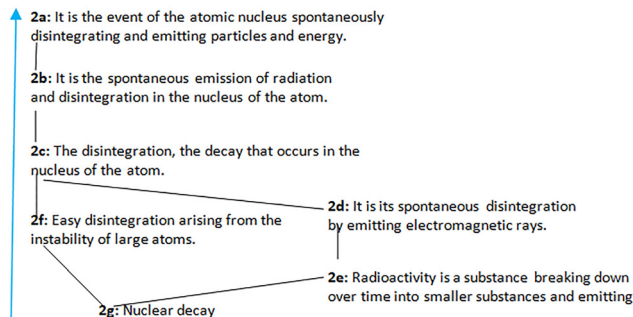 2a: It is the event of the atomic nucleus spontaneously
disintegrating and emitting particles and energy.
2b: It is the spontaneous emission of radiation
and disintegration in the nucleus of the atom.
2c: The disintegration, the decay that occurs in the
nucleus of the atom.
2d: It is its spontaneous disintegration
by emitting electromagnetic rays.
2f: Easy disintegration arising from the
instability of large atoms.
2e: Radioactivity is a substance breaking down
over time into smaller substances and emitting
2g: Nuclear decay